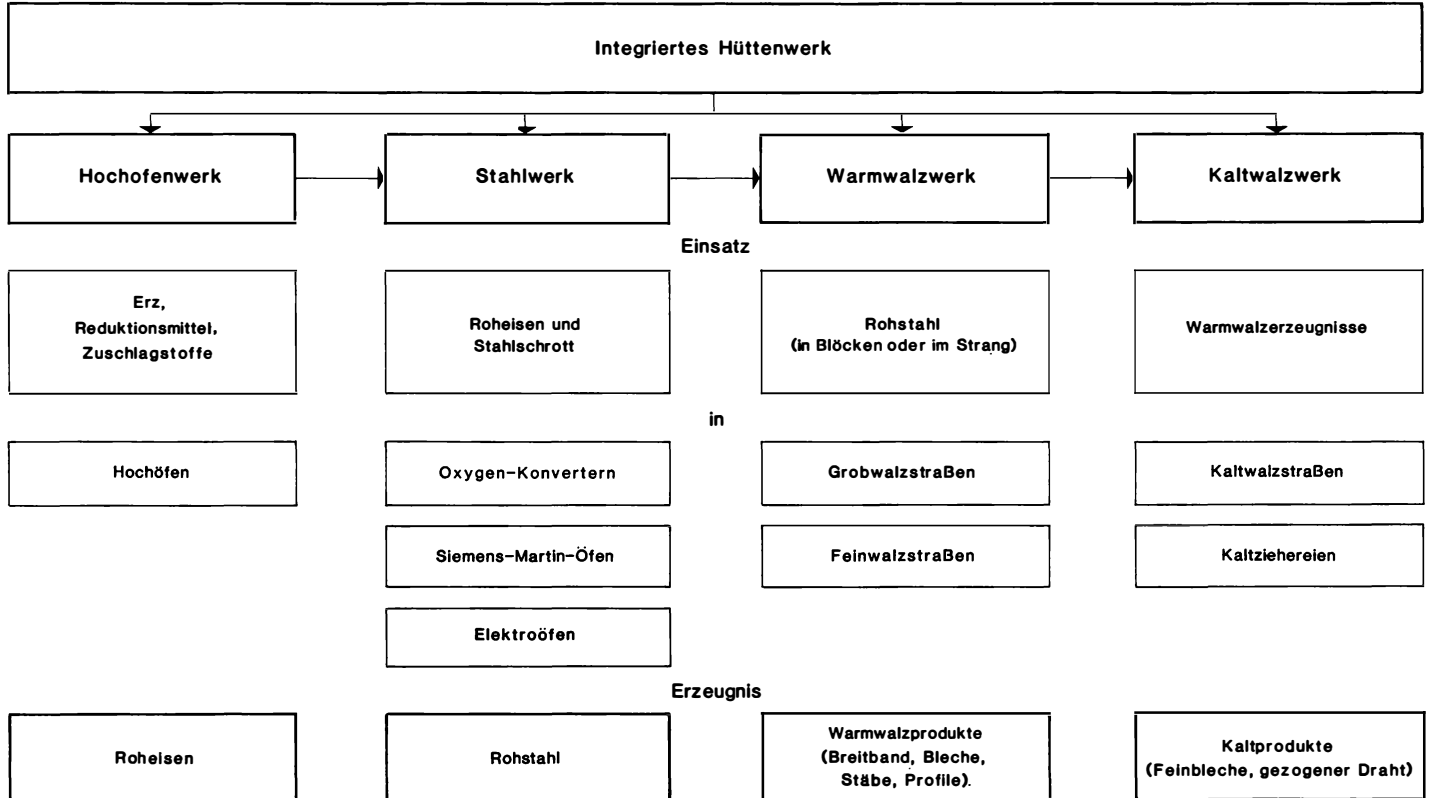 Integriertes Hüttenwerk
Hochofenwerk
Stahlwerk
Warmwalzwerk
Kaltwalzwerk
Einsatz
Erz,
Reduktionsmittel,
Zuschlagstoffe
Roheisen und
Stahlschrott
Rohstahl
(in Blöcken oder im Strang)
Warmwalzerzeugnisse
in
Hochöfen
Oxygen-Konvertern
Grobwalzstraßen
Kaltwalzstraßen
Siemens-Martin-Öfen
Feinwalzstraßen
Kaltziehereien
Elektroöfen
Erzeugnis
Roheisen
Rohstahl
Warmwalzprodukte
(Breitband, Bleche,
Stäbe, Profile).
Kaltprodukte
(Feinbleche, gezogener Draht)